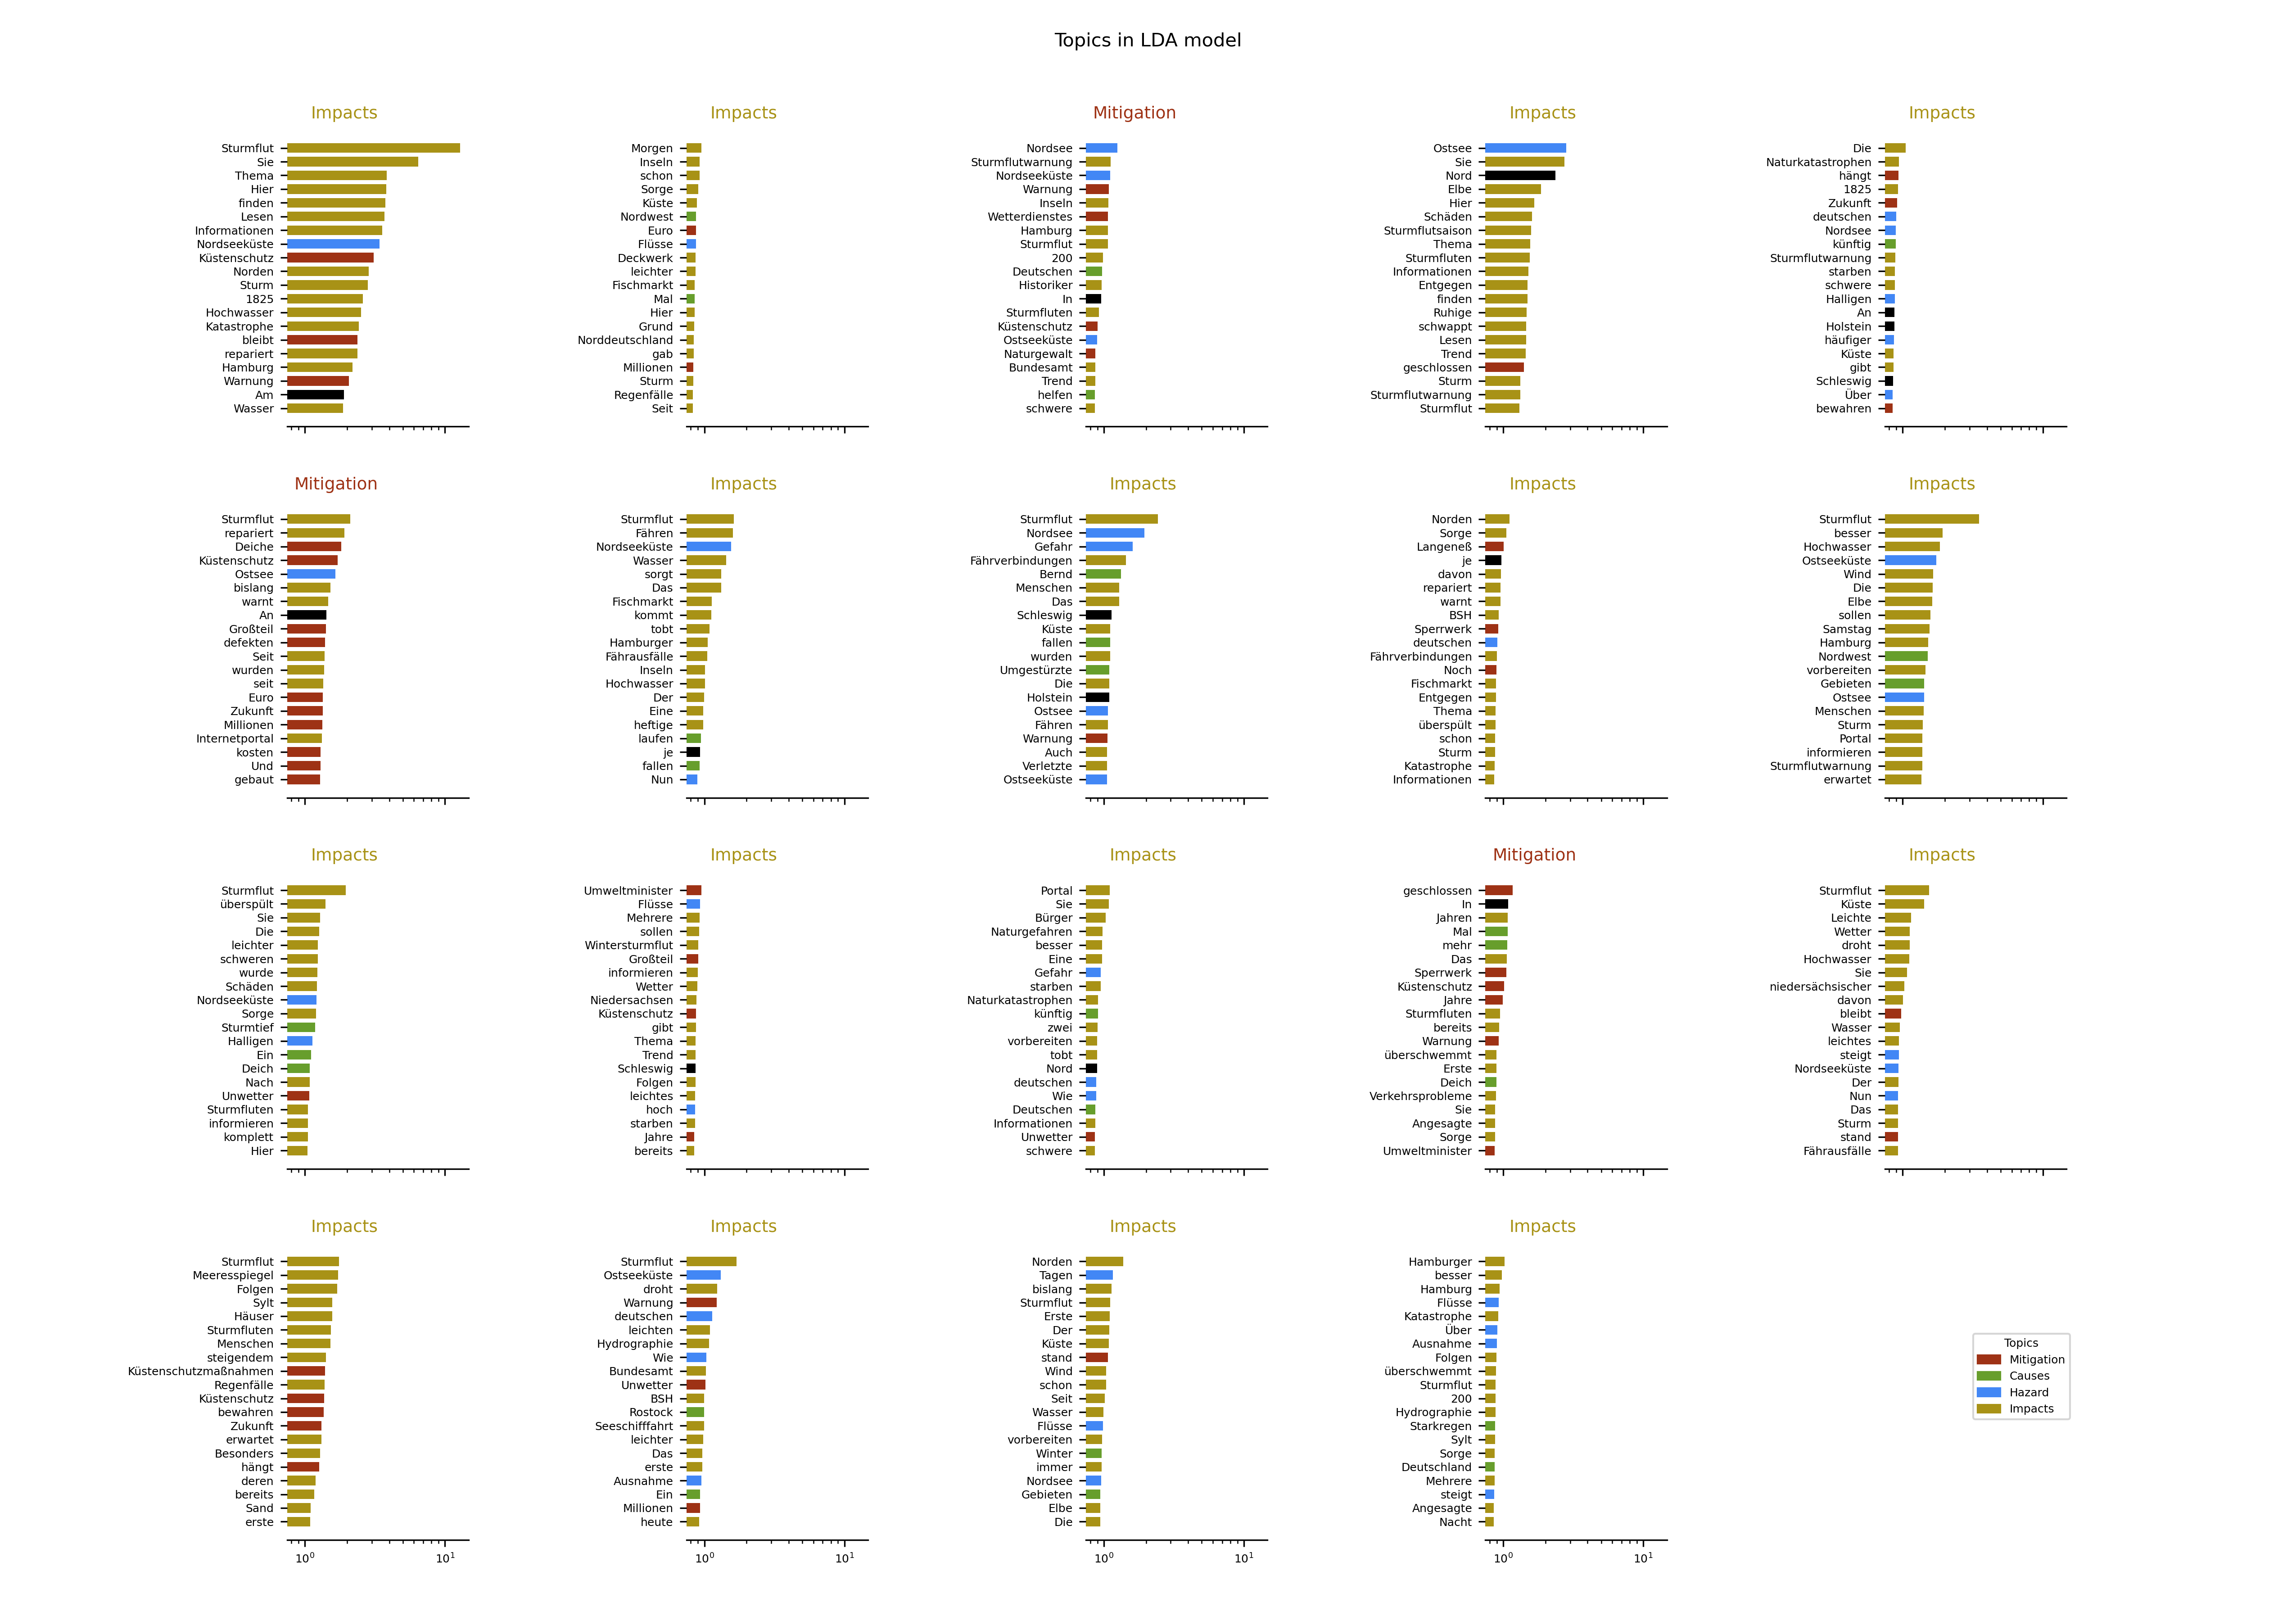 Topics in LDA model
Impacts
Sturmflut
Sie
Thema
Hier
finden
Lesen
Informationen
Nordseeküste
Küstenschutz
Norden
Sturm
1825
Hochwasser
Katastrophe
bleibt
repariert
Hamburg
Warnung
Am
Wasser
Impacts
Morgen
Inseln
schon
Sorge
Küste
Nordwest
Euro
Flüsse
Deckwerk
leichter
Fischmarkt
Mal
Hier
Grund
Norddeutschland
gab
Millionen
Sturm
Regenfälle
Seit
Mitigation
Nordsee
Sturmflutwarnung
Nordseeküste
Warnung
Inseln
Wetterdienstes
Hamburg
Sturmflut
200
Deutschen
Historiker
In
Sturmfluten
Küstenschutz
Ostseeküste
Naturgewalt
Bundesamt
Trend
helfen
schwere
Impacts
Ostsee
Sie
Nord
Elbe
Hier
Schäden
Sturmflutsaison
Thema
Sturmfluten
Informationen
Entgegen
finden
Ruhige
schwappt
Lesen
Trend
geschlossen
Sturm
Sturmflutwarnung
Sturmflut
Impacts
Die
Naturkatastrophen
hängt
1825
Zukunft
deutschen
Nordsee
künftig
Sturmflutwarnung
starben
schwere
Halligen
An
Holstein
häufiger
Küste
gibt
Schleswig
Über
bewahren
Mitigation
Sturmflut
repariert
Deiche
Küstenschutz
Ostsee
bislang
warnt
An
Großteil
defekten
Seit
wurden
seit
Euro
Zukunft
Millionen
Internetportal
kosten
Und
gebaut
Impacts
Sturmflut
Fähren
Nordseeküste
Wasser
sorgt
Das
Fischmarkt
kommt
tobt
Hamburger
Fährausfälle
Inseln
Hochwasser
Der
Eine
heftige
laufen
je
fallen
Nun
Impacts
Sturmflut
Nordsee
Gefahr
Fährverbindungen
Bernd
Menschen
Das
Schleswig
Küste
fallen
wurden
Umgestürzte
Die
Holstein
Ostsee
Fähren
Warnung
Auch
Verletzte
Ostseeküste
Impacts
Norden
Sorge
Langeneß
je
davon
repariert
warnt
BSH
Sperrwerk
deutschen
Fährverbindungen
Noch
Fischmarkt
Entgegen
Thema
überspült
schon
Sturm
Katastrophe
Informationen
Impacts
Sturmflut
besser
Hochwasser
Ostseeküste
Wind
Die
Elbe
sollen
Samstag
Hamburg
Nordwest
vorbereiten
Gebieten
Ostsee
Menschen
Sturm
Portal
informieren
Sturmflutwarnung
erwartet
Impacts
Sturmflut
überspült
Sie
Die
leichter
schweren
wurde
Schäden
Nordseeküste
Sorge
Sturmtief
Halligen
Ein
Deich
Nach
Unwetter
Sturmfluten
informieren
komplett
Hier
Impacts
Umweltminister
Flüsse
Mehrere
sollen
Wintersturmflut
Großteil
informieren
Wetter
Niedersachsen
Küstenschutz
gibt
Thema
Trend
Schleswig
Folgen
leichtes
hoch
starben
Jahre
bereits
Impacts
Portal
Sie
Bürger
Naturgefahren
besser
Eine
Gefahr
starben
Naturkatastrophen
künftig
zwei
vorbereiten
tobt
Nord
deutschen
Wie
Deutschen
Informationen
Unwetter
schwere
Mitigation
geschlossen
In
Jahren
Mal
mehr
Das
Sperrwerk
Küstenschutz
Jahre
Sturmfluten
bereits
Warnung
überschwemmt
Erste
Deich
Verkehrsprobleme
Sie
Angesagte
Sorge
Umweltminister
Impacts
Sturmflut
Küste
Leichte
Wetter
droht
Hochwasser
Sie
niedersächsischer
davon
bleibt
Wasser
leichtes
steigt
Nordseeküste
Der
Nun
Das
Sturm
stand
Fährausfälle
Impacts
Sturmflut
Meeresspiegel
Folgen
Sylt
Häuser
Sturmfluten
Menschen
steigendem
Küstenschutzmaßnahmen
Regenfälle
Küstenschutz
bewahren
Zukunft
erwartet
Besonders
hängt
deren
bereits
Sand
erste
10⁰ 10¹
Impacts
Sturmflut
Ostseeküste
droht
Warnung
deutschen
leichten
Hydrographie
Wie
Bundesamt
Unwetter
BSH
Rostock
Seeschifffahrt
leichter
Das
erste
Ausnahme
Ein
Millionen
heute
10⁰ 10¹
Impacts
Norden
Tagen
bislang
Sturmflut
Erste
Der
Küste
stand
Wind
schon
Seit
Wasser
Flüsse
vorbereiten
Winter
immer
Nordsee
Gebieten
Elbe
Die
10⁰ 10¹
Impacts
Hamburger
besser
Hamburg
Flüsse
Katastrophe
Über
Ausnahme
Folgen
überschwemmt
Sturmflut
200
Hydrographie
Starkregen
Sylt
Sorge
Deutschland
Mehrere
steigt
Angesagte
Nacht
10⁰ 10¹
Topics
Mitigation
Causes
Hazard
Impacts